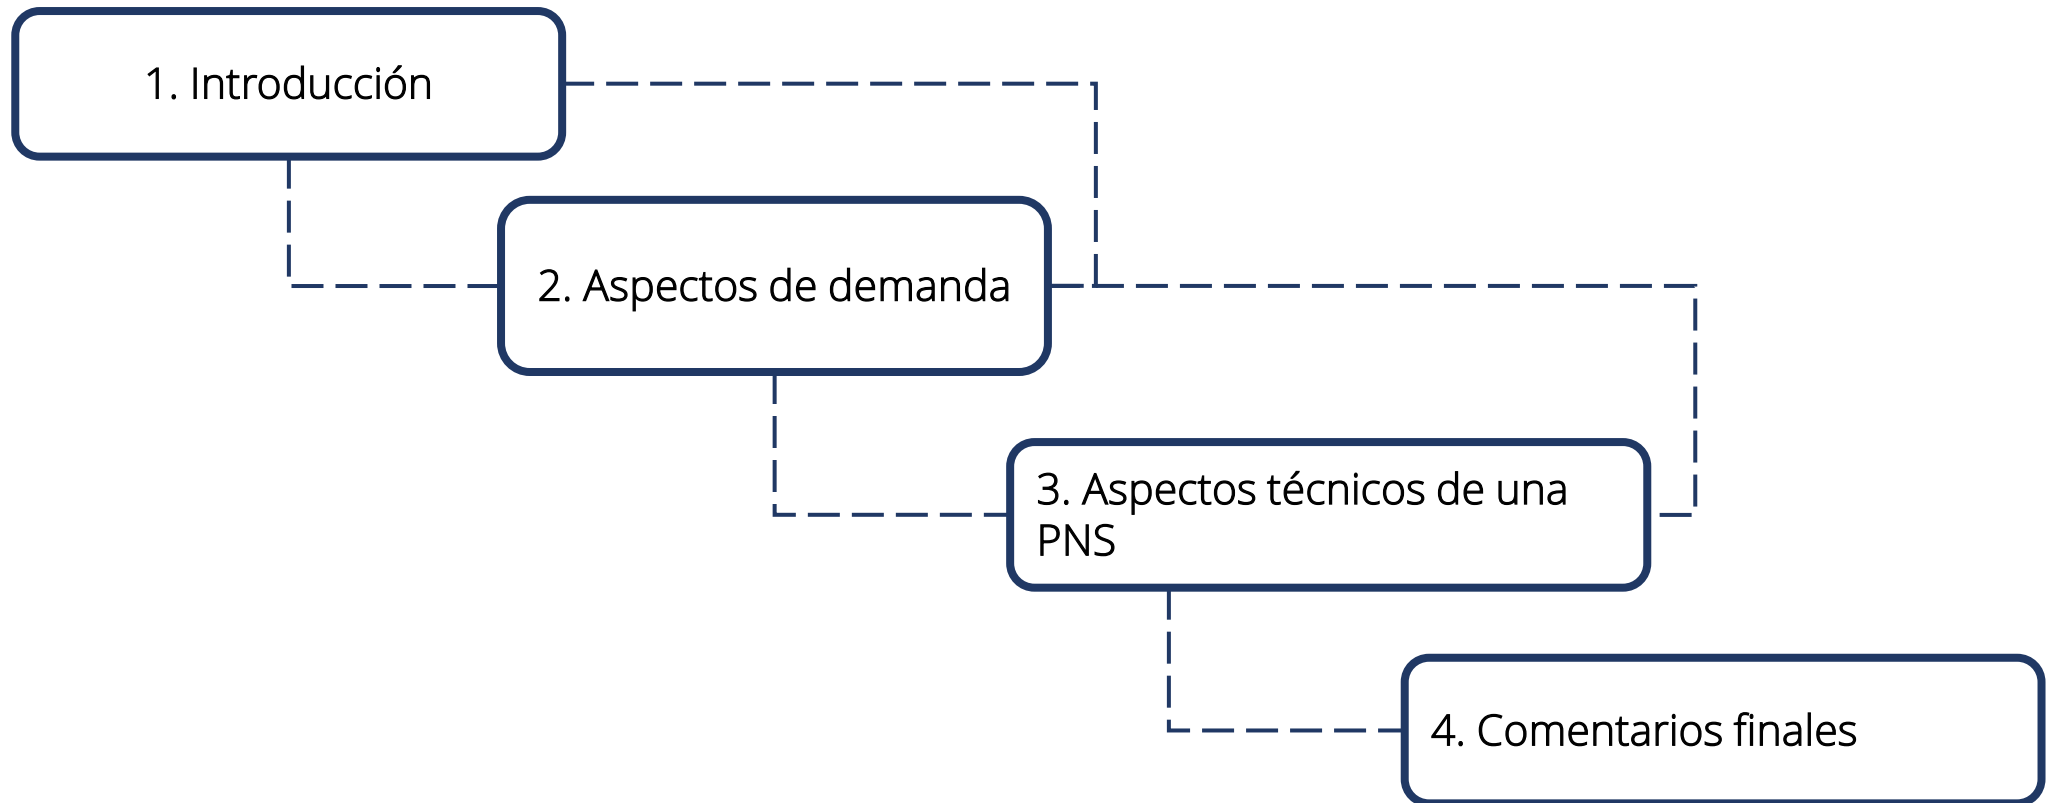 1. Introducción
2. Aspectos de demanda
3. Aspectos técnicos de una
PNS
4. Comentarios finales